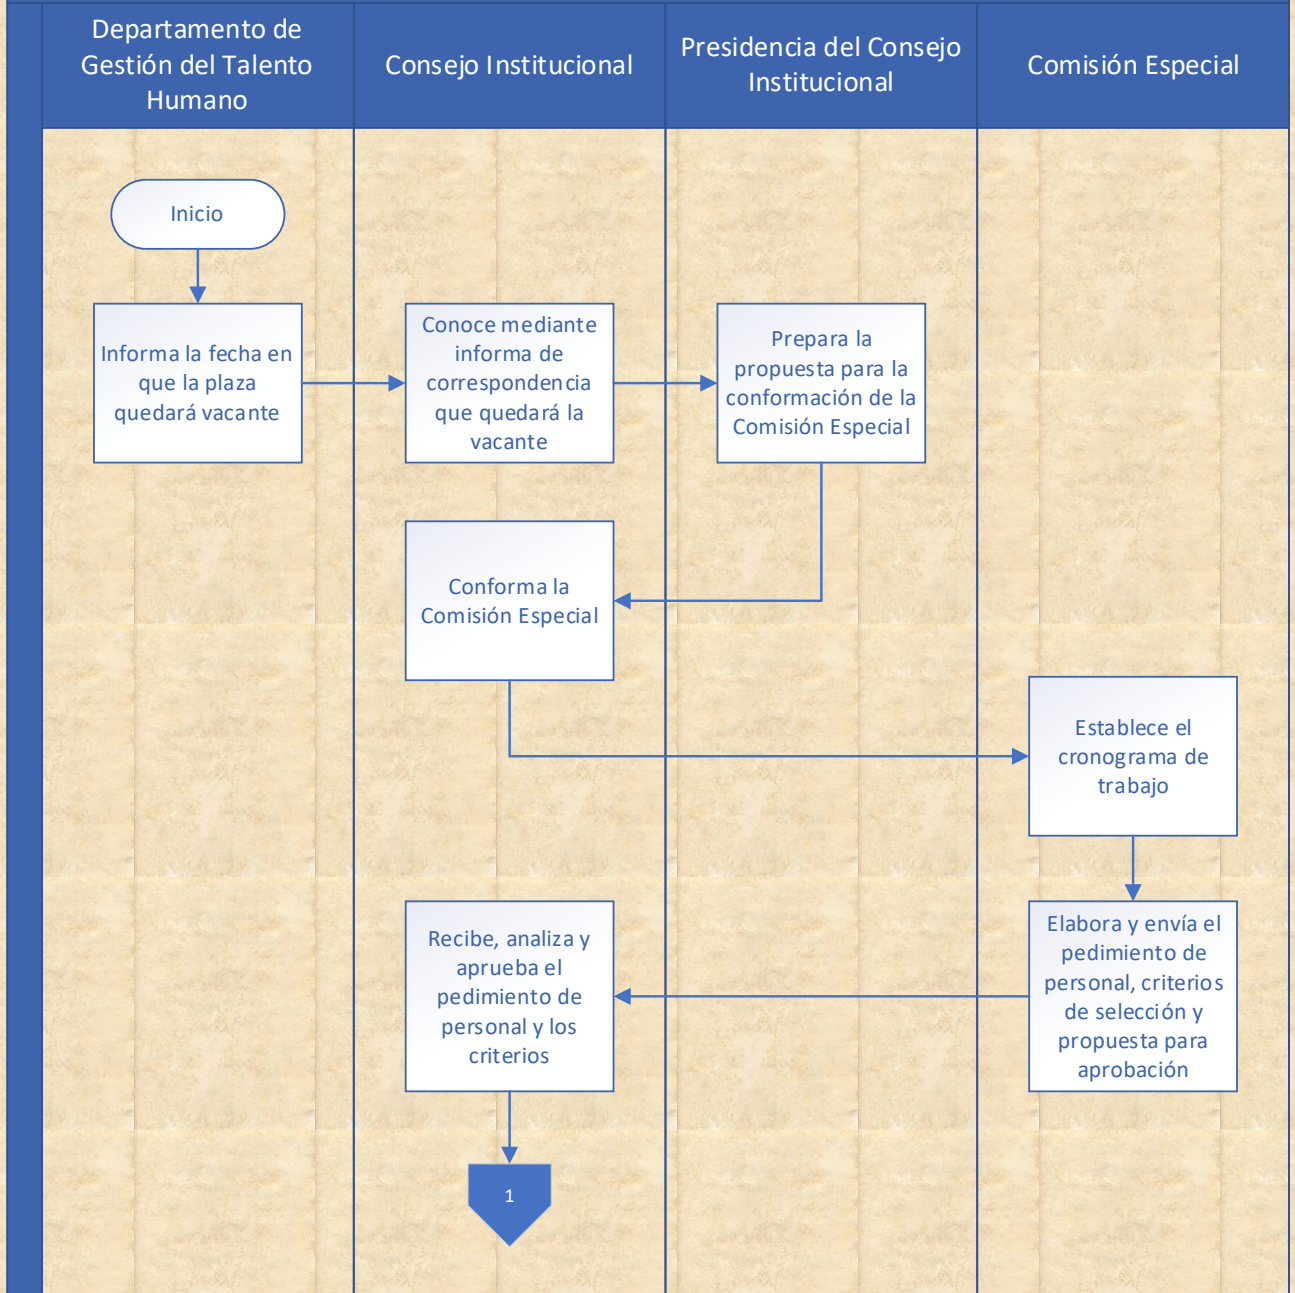 Departamento de
Gestión del Talento
Humano
Consejo Institucional
Presidencia del Consejo
Institucional
Comisión Especial
Inicio
Informa la fecha en
que la plaza
quedará vacante
Conoce mediante
informa de
correspondencia
que quedará la
vacante
Prepara la
propuesta para la
conformación de la
Comisión Especial
Conforma la
Comisión Especial
Establece el
cronograma de
trabajo
Elabora y envía el
pedimiento de
personal, criterios
de selección y
propuesta para
aprobación
Recibe, analiza y
aprueba el
pedimiento de
personal y los
criterios
1